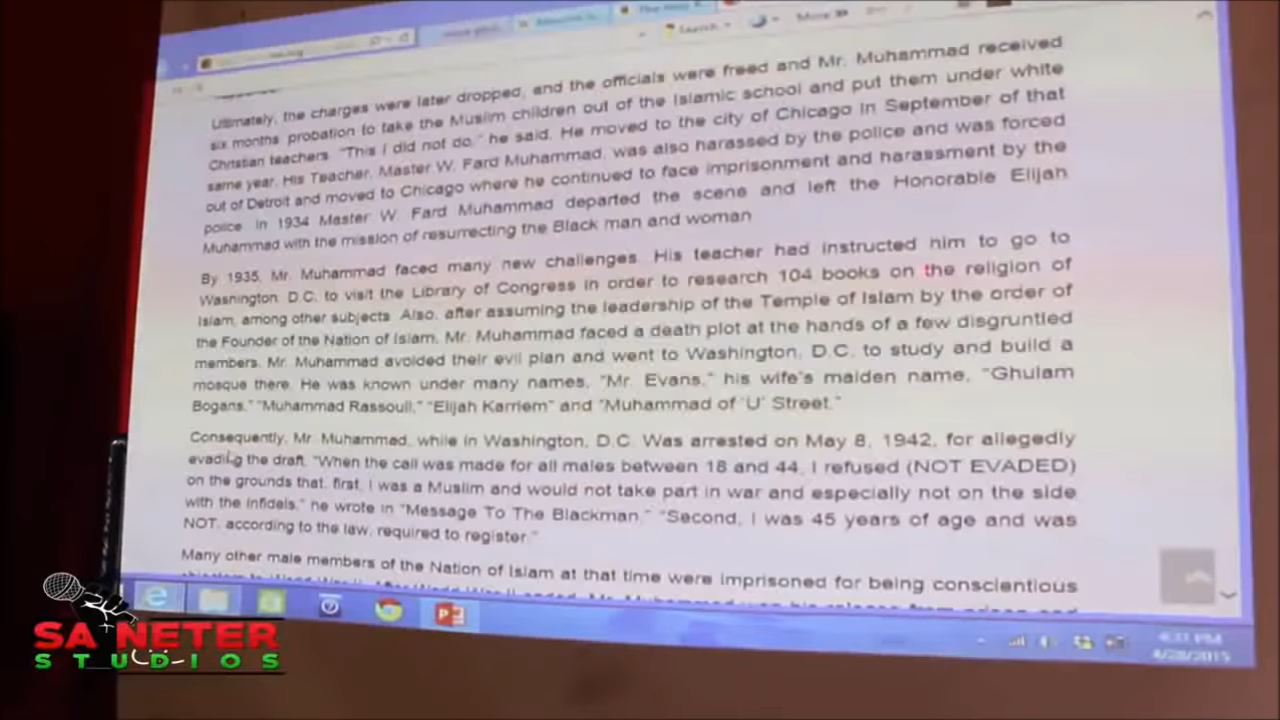 Search
More
Ultimately, the charges were later dropped, and the officials were freed and Mr. Muhammad received
six months probation to take the Muslim children out of the Islamic school and put them under white
Christian teachers. "This I did not do," he said. He moved to the city of Chicago in September of that
same year. His Teacher, Master W. Fard Muhammad, was also harassed by the police and was forced
out of Detroit and moved to Chicago where he continued to face imprisonment and harassment by the
police. In 1934 Master W. Fard Muhammad departed the scene and left the Honorable Elijah
Muhammad with the mission of resurrecting the Black man and woman
By 1935, Mr. Muhammad faced many new challenges. His teacher had instructed him to go to
Washington, D.C. to visit the Library of Congress in order to research 104 books on the religion of
Islam, among other subjects. Also, after assuming the leadership of the Temple of Islam by the order of
the Founder of the Nation of Islam, Mr. Muhammad faced a death plot at the hands of a few disgruntled
members. Mr. Muhammad avoided their evil plan and went to Washington, D.C. to study and build a
mosque there. He was known under many names, "Mr. Evans," his wife's maiden name, "Ghulam
Bogans," "Muhammad Rassoull," "Elijah Karriem" and "Muhammad of 'U' Street."
Consequently, Mr. Muhammad, while in Washington, D.C. Was arrested on May 8, 1942, for allegedly
evading the draft. "When the call was made for all males between 18 and 44, I refused (NOT EVADED)
on the grounds that, first, I was a Muslim and would not take part in war and especially not on the side
with the infidels," he wrote in "Message To The Blackman." "Second, I was 45 years of age and was
NOT, according to the law, required to register."
Many other male members of the Nation of Islam at that time were imprisoned for being conscientious
4:31 PM
4/28/2015
SA NETER
STUDIOS